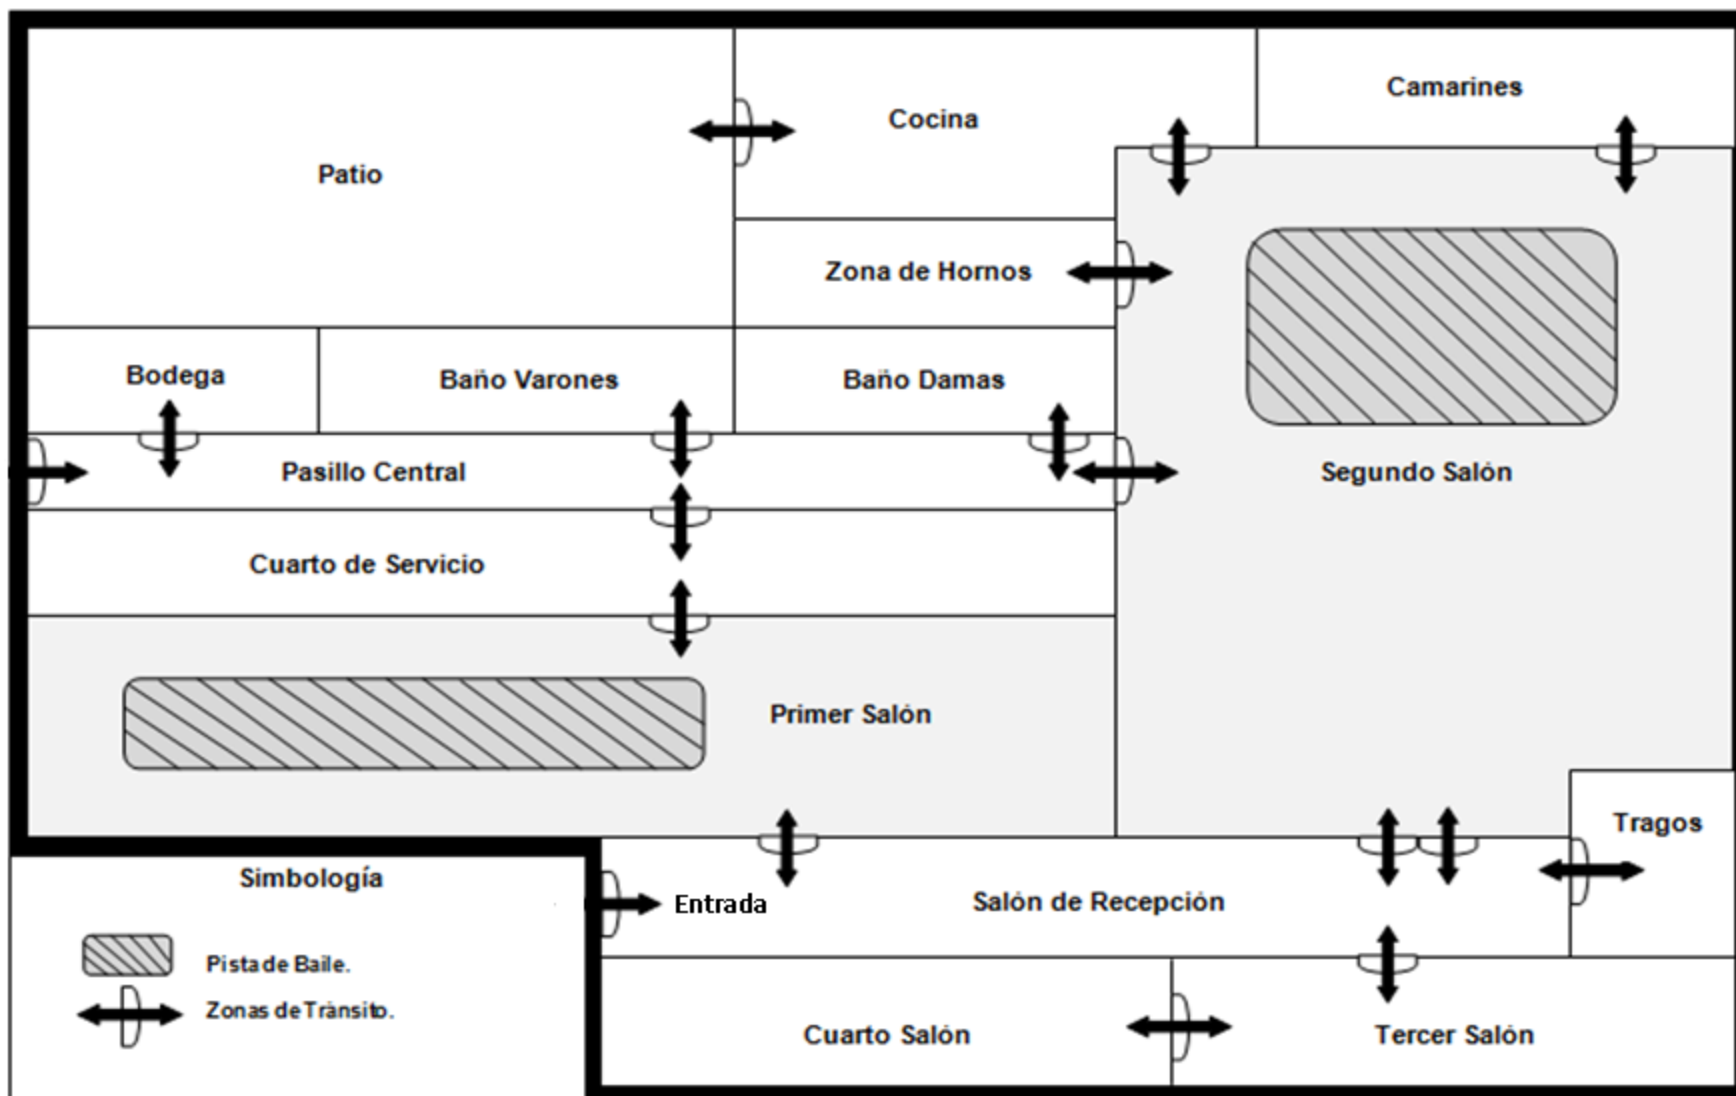 Camarines
Cocina
Patio
Zona de Hornos
Bodega
Baño Varones
Baño Damas
Pasillo Central
Segundo Salón
Cuarto de Servicio
Primer Salón
Tragos
Simbología
Entrada
Salón de Recepción
Pista de Baile.
Zonas de Trànsito.
Cuarto Salón
Tercer Salón